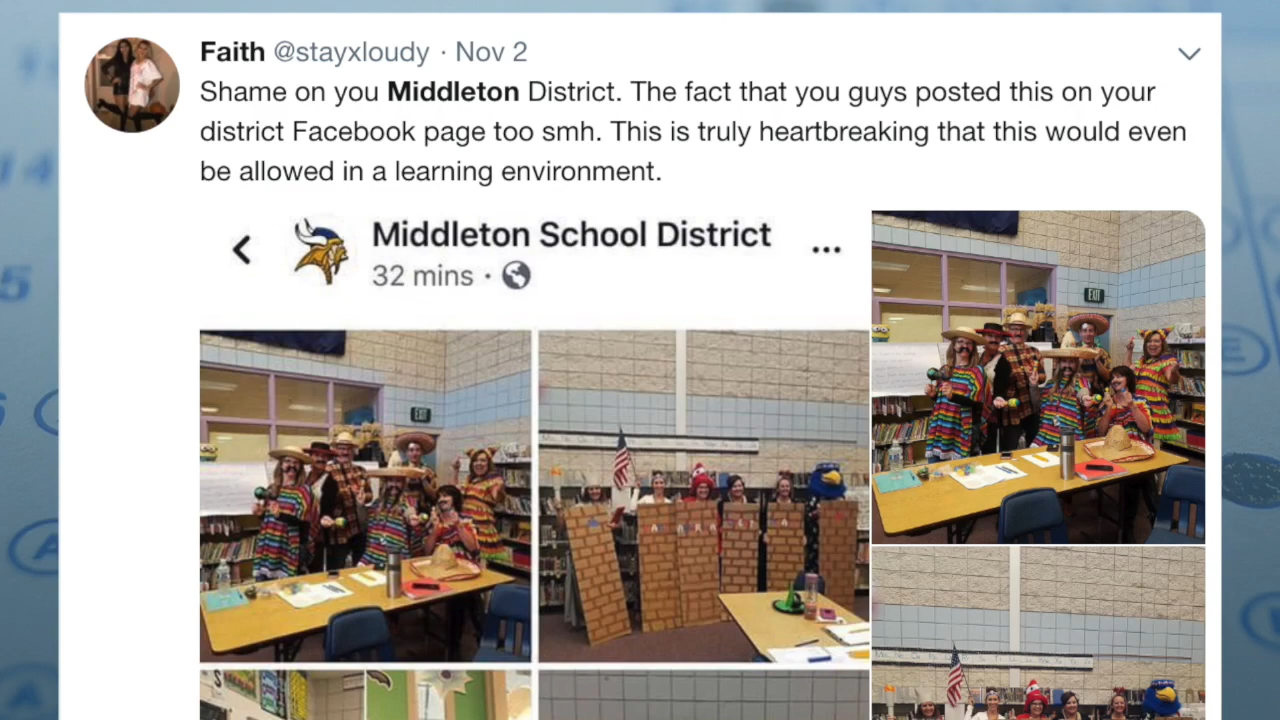 Faith @stayxloudy · Nov 2
Shame on you Middleton District. The fact that you guys posted this on your
district Facebook page too smh. This is truly heartbreaking that this would even
be allowed in a learning environment.
Middleton School District
32 mins ·
EXIT
EXIT